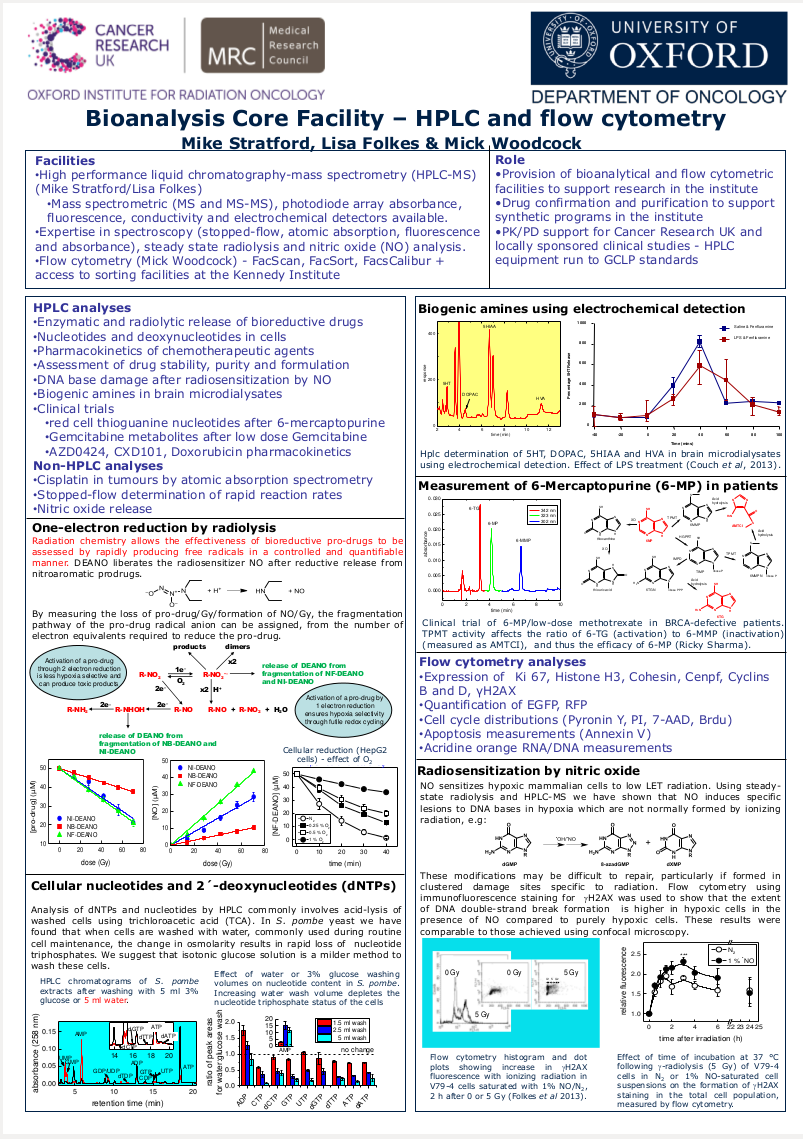 CANCER
RESEARCH
UK
MRC
Medical
Research
Council
UNIVERSITY OF
OXFORD
OXFORD INSTITUTE FOR RADIATION ONCOLOGY
DEPARTMENT OF ONCOLOGY
Bioanalysis Core Facility – HPLC and flow cytometry
Mike Stratford, Lisa Folkes & Mick Woodcock
Facilities
•High performance liquid chromatography-mass spectrometry (HPLC-MS)
(Mike Stratford/Lisa Folkes)
•Mass spectrometric (MS and MS-MS), photodiode array absorbance,
fluorescence, conductivity and electrochemical detectors available.
•Expertise in spectroscopy (stopped-flow, atomic absorption, fluorescence
and absorbance), steady state radiolysis and nitric oxide (NO) analysis.
•Flow cytometry (Mick Woodcock) - FacScan, FacSort, FacsCalibur +
access to sorting facilities at the Kennedy Institute
Role
•Provision of bioanalytical and flow cytometric
facilities to support research in the institute
•Drug confirmation and purification to support
synthetic programs in the institute
•PK/PD support for Cancer Research UK and
locally sponsored clinical studies - HPLC
equipment run to GCLP standards
HPLC analyses
•Enzymatic and radiolytic release of bioreductive drugs
•Nucleotides and deoxynucleotides in cells
•Pharmacokinetics of chemotherapeutic agents
•Assessment of drug stability, purity and formulation
•DNA base damage after radiosensitization by NO
•Biogenic amines in brain microdialysates
•Clinical trials
•red cell thioguanine nucleotides after 6-mercaptopurine
•Gemcitabine metabolites after low dose Gemcitabine
•AZD0424, CXD101, Doxorubicin pharmacokinetics
Non-HPLC analyses
•Cisplatin in tumours by atomic absorption spectrometry
•Stopped-flow determination of rapid reaction rates
•Nitric oxide release
One-electron reduction by radiolysis
Radiation chemistry allows the effectiveness of bioreductive pro-drugs to be
assessed by rapidly producing free radicals in a controlled and quantifiable
manner. DEANO liberates the radiosensitizer NO after reductive release from
nitroaromatic prodrugs.
+ H⁺
+ NO
By measuring the loss of pro-drug/Gy/formation of NO/Gy, the fragmentation
pathway of the pro-drug radical anion can be assigned, from the number of
electron equivalents required to reduce the pro-drug.
Activation of a pro-drug
through 2 electron reduction
is less hypoxia selective and
can produce toxic products
products
dimers
x2
R-NO₂
1e⁻
O₂
2e⁻
x2
H⁺
release of DEANO from
fragmentation of NF-DEANO
and NI-DEANO
R-NH₂
2e⁻
R-NHOH
2e⁻
R-NO
R-NO + R-NO₂ + H₂O
Activation of a pro-drug by
1 electron reduction
ensures hypoxia selectivity
through futile redox cycling
release of DEANO from
fragmentation of NB-DEANO and
NI-DEANO
Cellular reduction (HepG2
cells) - effect of O₂
[pro-drug] (µM)
NI-DEANO
NB-DEANO
NF-DEANO
dose (Gy)
[NO] (µM)
NI-DEANO
NB-DEANO
NF-DEANO
dose (Gy)
[NF-DEANO] (µM)
N₂
0.25 % O₂
0.5 % O₂
1 % O₂
time (min)
Cellular nucleotides and 2´-deoxynucleotides (dNTPs)
Analysis of dNTPs and nucleotides by HPLC commonly involves acid-lysis of
washed cells using trichloroacetic acid (TCA). In S. pombe yeast we have
found that when cells are washed with water, commonly used during routine
cell maintenance, the change in osmolarity results in rapid loss of nucleotide
triphosphates. We suggest that isotonic glucose solution is a milder method to
wash these cells.
HPLC chromatograms of S. pombe
extracts after washing with 5 ml 3%
glucose or 5 ml water.
Effect of water or 3% glucose washing
volumes on nucleotide content in S. pombe.
Increasing water wash volume depletes the
nucleotide triphosphate status of the cells
absorbance (258 nm)
AMP
ATP
retention time (min)
ratio of peak areas
for water:glucose wash
1.5 ml wash
2.5 ml wash
5 ml wash
no change
AMP
ADP
CTP
dCTP
GTP
UTP
dGTP
dTTP
ATP
dATP
Biogenic amines using electrochemical detection
response
5HT
DOPAC
5HIAA
HVA
time (min)
Percentage 5HT Release
Saline & Fenfluramine
LPS & Fenfluramine
Time (mins)
Hplc determination of 5HT, DOPAC, 5HIAA and HVA in brain microdialysates
using electrochemical detection. Effect of LPS treatment (Couch et al, 2013).
Measurement of 6-Mercaptopurine (6-MP) in patients
absorbance
6-TG
6-MP
6-MMP
342 nm
323 nm
302 nm
time (min)
Clinical trial of 6-MP/low-dose methotrexate in BRCA-defective patients.
TPMT activity affects the ratio of 6-TG (activation) to 6-MMP (inactivation)
(measured as AMTCI), and thus the efficacy of 6-MP (Ricky Sharma).
Flow cytometry analyses
•Expression of Ki 67, Histone H3, Cohesin, Cenpf, Cyclins
B and D, γH2AX
•Quantification of EGFP, RFP
•Cell cycle distributions (Pyronin Y, PI, 7-AAD, Brdu)
•Apoptosis measurements (Annexin V)
•Acridine orange RNA/DNA measurements
Radiosensitization by nitric oxide
NO sensitizes hypoxic mammalian cells to low LET radiation. Using steady-
state radiolysis and HPLC-MS we have shown that NO induces specific
lesions to DNA bases in hypoxia which are not normally formed by ionizing
radiation, e.g:
dGMP
•OH/•NO
8-azadGMP
+
dXMP
These modifications may be difficult to repair, particularly if formed in
clustered damage sites specific to radiation. Flow cytometry using
immunofluorescence staining for γH2AX was used to show that the extent
of DNA double-strand break formation is higher in hypoxic cells in the
presence of NO compared to purely hypoxic cells. These results were
comparable to those achieved using confocal microscopy.
0 Gy
5 Gy
0 Gy
5 Gy
relative fluorescence
N₂
1 % •NO
time after irradiation (h)
Flow cytometry histogram and dot
plots showing increase in γH2AX
fluorescence with ionizing radiation in
V79-4 cells saturated with 1% NO/N₂,
2 h after 0 or 5 Gy (Folkes et al 2013).
Effect of time of incubation at 37 ºC
following γ-radiolysis (5 Gy) of V79-4
cells in N₂ or 1% NO-saturated cell
suspensions on the formation of γH2AX
staining in the total cell population,
measured by flow cytometry.